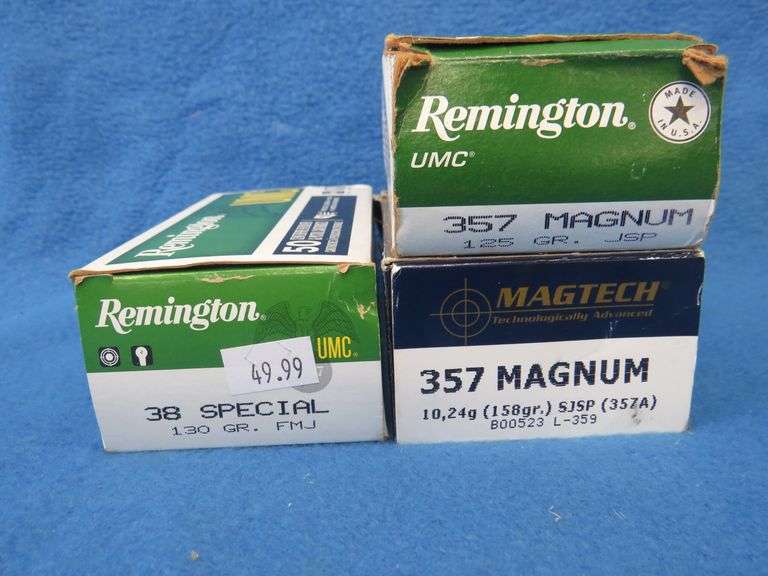 Remington®
UMC®
MADE
IN U.S.A.
357 MAGNUM
125 GR. JSP
MAGTECH®
Technologically Advanced
357 MAGNUM
10,24g (158gr.) SJSP (357A)
B00523 L-359
Remington
50
Remington®
UMC®
49.99
38 SPECIAL
130 GR. FMJ